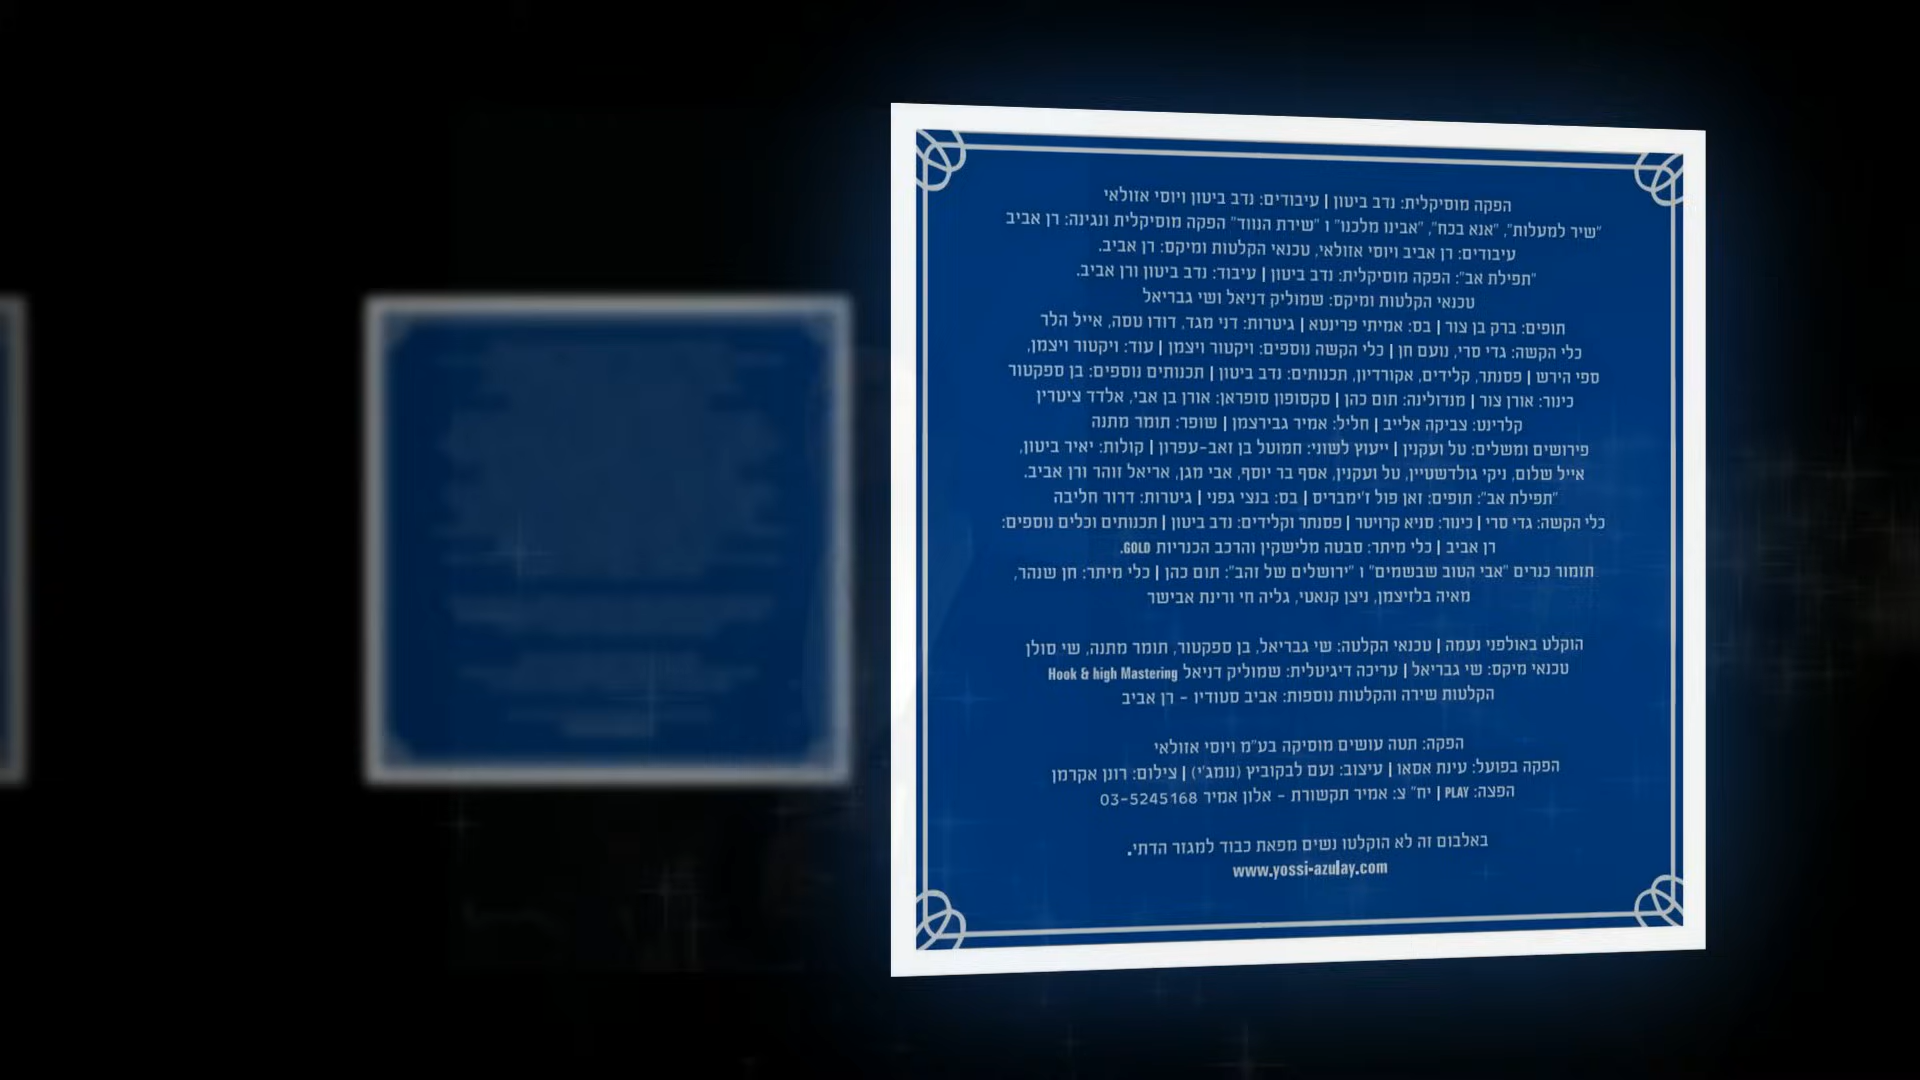 הפקה מוסיקלית: נדב ביטון | עיבודים: נדב ביטון ויוסי אזולאי
"שיר למעלות", "אנא בכח", "אבינו מלכנו" ו "שירת הנווד" הפקה מוסיקלית ונגינה: רן אביב
עיבודים: רן אביב ויוסי אזולאי, טכנאי הקלטות ומיקס: רן אביב.
"תפילת אב": הפקה מוסיקלית: נדב ביטון | עיבוד: נדב ביטון ורן אביב.
טכנאי הקלטות ומיקס: שמוליק דניאל ושי גבריאל
תופים: ברק בן צור | בס: אמיתי פרינטא | גיטרות: דני מגד, דודו טסה, אייל הלר
כלי הקשה: גדי סרי, נועם חן | כלי הקשה נוספים: ויקטור ויצמן | עוד: ויקטור ויצמן,
ספי הירש | פסנתר, קלידים, אקורדיון, תכנותים: נדב ביטון | תכנותים נוספים: בן ספקטור
כינור: אורן צור | מנדולינה: תום כהן | סקסופון סופראן: אורן בן אבי, אלדד ציטרין
קלרינט: צביקה אלייב | חליל: אמיר גבירצמן | שופר: תומר מתנה
פירושים ומשלים: טל ועקנין | ייעוץ לשוני: חמוטל בן זאב-עפרון | קולות: יאיר ביטון,
אייל שלום, ניקי גולדשטיין, טל ועקנין, אסף בר יוסף, אבי מגן, אריאל זוהר ורן אביב.
"תפילת אב": תופים: זאן פול ז'ימבריס | בס: בנצי גפני | גיטרות: דרור חליבה
כלי הקשה: גדי סרי | כינור: סניא קרויטר | פסנתר וקלידים: נדב ביטון | תכנותים וכלים נוספים:
רן אביב | כלי מיתר: סבטה מלישקין והרכב הכנריות GOLD.
תזמור כנרים "אבי הטוב שבשמים" ו "ירושלים של זהב": תום כהן | כלי מיתר: חן שנהר,
מאיה בלזיצמן, ניצן קנאטי, גליה חי ורינת אבישר
הוקלט באולפני נעמה | טכנאי הקלטה: שי גבריאל, בן ספקטור, תומר מתנה, שי סולן
טכנאי מיקס: שי גבריאל | עריכה דיגיטלית: שמוליק דניאל Hook & high Mastering
הקלטות שירה והקלטות נוספות: אביב סטודיו - רן אביב
הפקה: תטה עושים מוסיקה בע"מ ויוסי אזולאי
הפקה בפועל: עינת אסאו | עיצוב: נעם לבקוביץ (נומג'י) | צילום: רונן אקרמן
הפצה: PLAY | יח"צ: אמיר תקשורת - אלון אמיר 03-5245168
באלבום זה לא הוקלטו נשים מפאת כבוד למגזר הדתי.
www.yossi-azulay.com